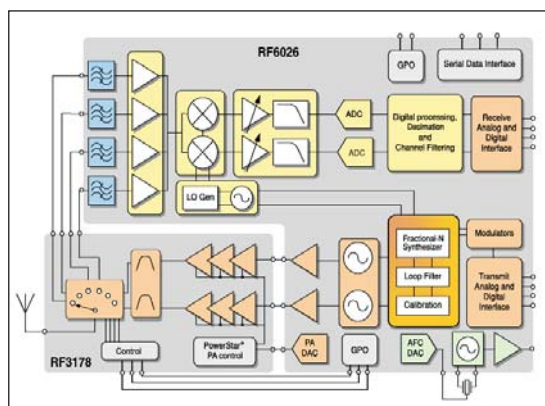 RF6026
GPO
Serial Data Interface
ADC
ADC
Digital processing,
Decimation
and
Channel Filtering
Receive
Analog and
Digital
Interface
LO Gen
Fractional-N
Synthesizer
Loop Filter
Calibration
Modulators
Transmit
Analog and
Digital
Interface
Control
PowerStar®
PA control
PA
DAC
GPO
AFC
DAC
RF3178